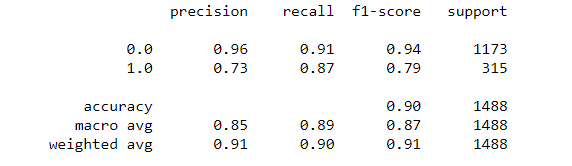 precision recall f1-score support
0.0 0.96 0.91 0.94 1173
1.0 0.73 0.87 0.79 315
accuracy 0.90 1488
macro avg 0.85 0.89 0.87 1488
weighted avg 0.91 0.90 0.91 1488